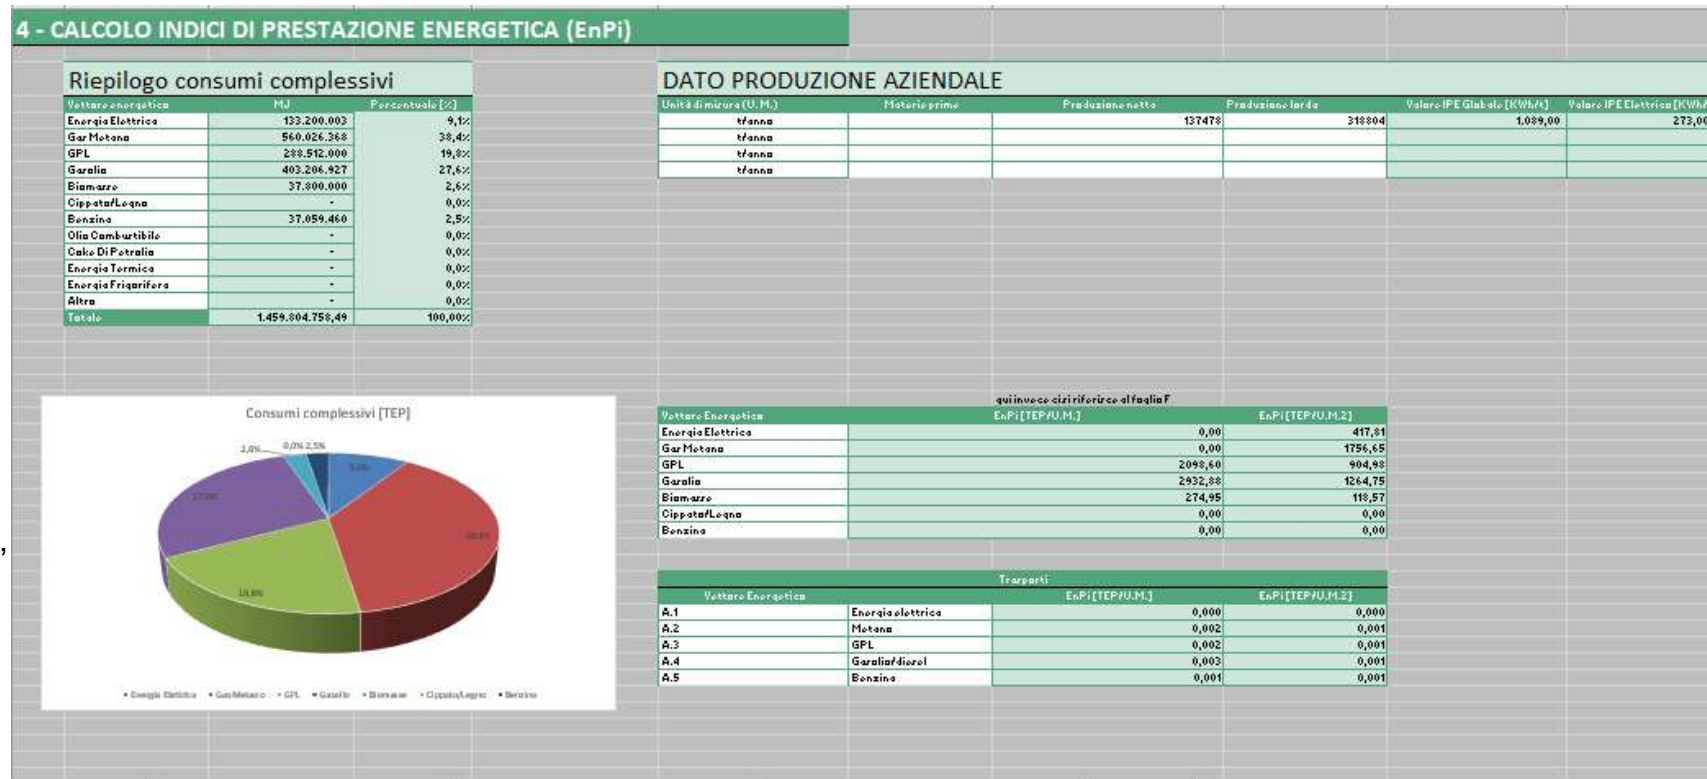 4 - CALCOLO INDICI DI PRESTAZIONE ENERGETICA (EnPi)
Riepilogo consumi complessivi
Vettore energetico MJ Percentuale [%]
Energia Elettrica 133.200.003 9,1%
Gas Metano 560.026.368 38,4%
GPL 288.512.000 19,8%
Gasolio 403.206.927 27,6%
Biomasse 37.800.000 2,6%
Cippato/Legno - 0,0%
Benzina 37.059.460 2,5%
Olio Combustibile - 0,0%
Coke Di Petrolio - 0,0%
Energia Termica - 0,0%
Energia Frigorifera - 0,0%
Altro - 0,0%
Totale 1.459.804.758,49 100,00%
DATO PRODUZIONE AZIENDALE
Unità di misura (U. M.) Materie prime Produzione netta Produzione lorda Valore IPE Globale [KWh/t] Valore IPE Elettrico [KWh/
t/anno 137478 318804 1.089,00 273,00
t/anno
t/anno
t/anno
Consumi complessivi [TEP]
0,0% 2,5%
19,8%
Energia Elettrica Gas Metano GPL Gasolio Biomasse Cippato/Legno Benzina
qui invece ci si riferisce al foglio F
Vettore Energetico EnPi [TEP/U.M.] EnPi [TEP/U.M.2]
Energia Elettrica 0,00 417,81
Gas Metano 0,00 1756,65
GPL 2098,60 904,98
Gasolio 2932,88 1264,75
Biomasse 274,95 118,57
Cippato/Legno 0,00 0,00
Benzina 0,00 0,00
Trasporti
Vettore Energetico EnPi [TEP/U.M.] EnPi [TEP/U.M.2]
A.1 Energia elettrica 0,000 0,000
A.2 Metano 0,002 0,001
A.3 GPL 0,002 0,001
A.4 Gasolio/diesel 0,003 0,001
A.5 Benzina 0,001 0,001
,